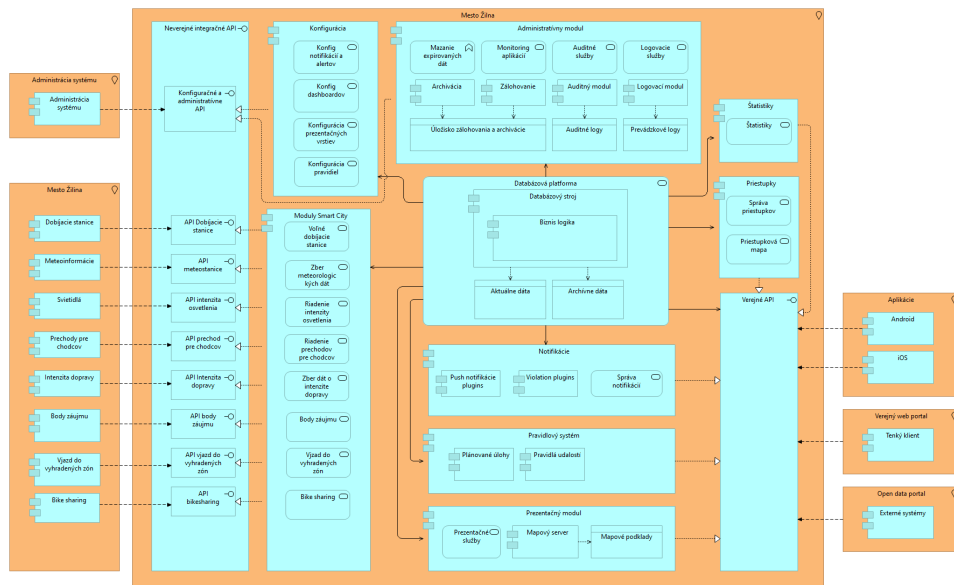 Mesto Žilna
Administrácia systému
Administrácia
systému
Mesto Žilina
Dobíjacie stanice
Meteoinformácie
Svietidlá
Prechody pre
chodcov
Intenzita dopravy
Body záujmu
Vjazd do
vyhradených zón
Bike sharing
Neverejné integračné API
Konfiguračné a
administratívne
API
API Dobíjacie
stanice
API
meteostanice
API intenzita
osvetlenia
API prechod
pre chodcov
API Intenzita
dopravy
API body
záujmu
API vjazd do
vyhradených
zón
API
bikesharing
Konfigurácia
Konfig
notifikácií a
alertov
Konfig
dashboardov
Konfigurácia
prezentačných
vrstiev
Konfigurácia
pravidiel
Moduly Smart City
Voľné
dobíjacie
stanice
Zber
meteorologic
kých dát
Riadenie
intenzity
osvetlenia
Riadenie
prechodov
pre chodcov
Zber dát o
intenzite
dopravy
Body záujmu
Vjzad do
vyhradených
zón
Bike sharing
Administratívny modul
Mazanie
expirovaných
dát
Monitoring
aplikácií
Auditné
služby
Logovacie
služby
Archivácia
Zálohovanie
Auditný modul
Logovací modul
Úložisko zálohovania a archivácie
Auditné logy
Prevádzkové logy
Databázová platforma
Databázový stroj
Biznis logika
Aktuálne dáta
Archívne dáta
Notifikácie
Push notifikácie
plugins
Violation plugins
Správa
notifikácií
Pravidlový systém
Plánované úlohy
Pravidlá udalostí
Prezentačný modul
Prezentačné
služby
Mapový server
Mapové podklady
Štatistiky
Štatistiky
Priestupky
Správa
priestupkov
Priestupková
mapa
Verejné API
Aplikácie
Android
iOS
Verejný web portal
Tenký klient
Open data portal
Externé systémy